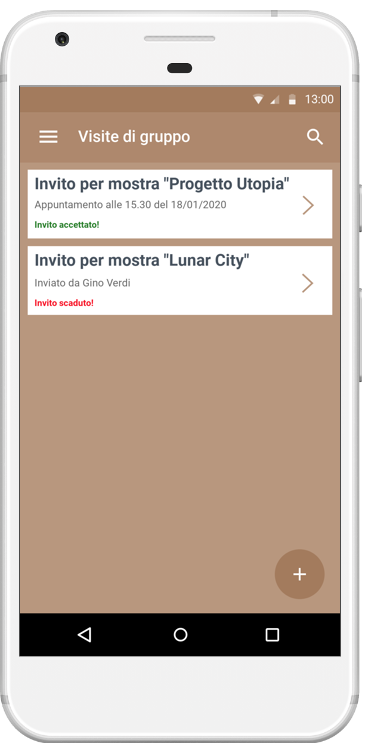 13:00
Visite di gruppo
Invito per mostra "Progetto Utopia"
Appuntamento alle 15.30 del 18/01/2020
Invito accettato!
Invito per mostra "Lunar City"
Inviato da Gino Verdi
Invito scaduto!
+